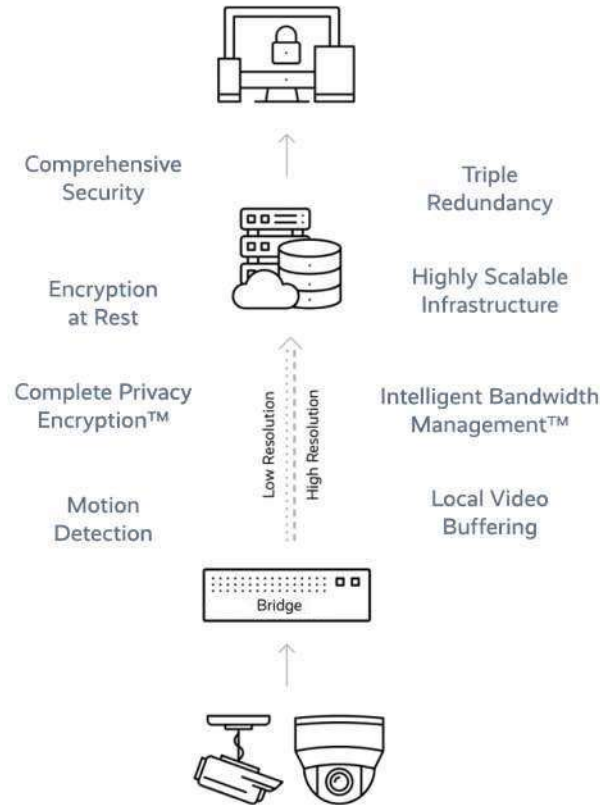 Comprehensive
Security
Triple
Redundancy
Encryption
at Rest
Highly Scalable
Infrastructure
Complete Privacy
Encryption™
Low Resolution
High Resolution
Intelligent Bandwidth
Management™
Motion
Detection
Local Video
Buffering
Bridge